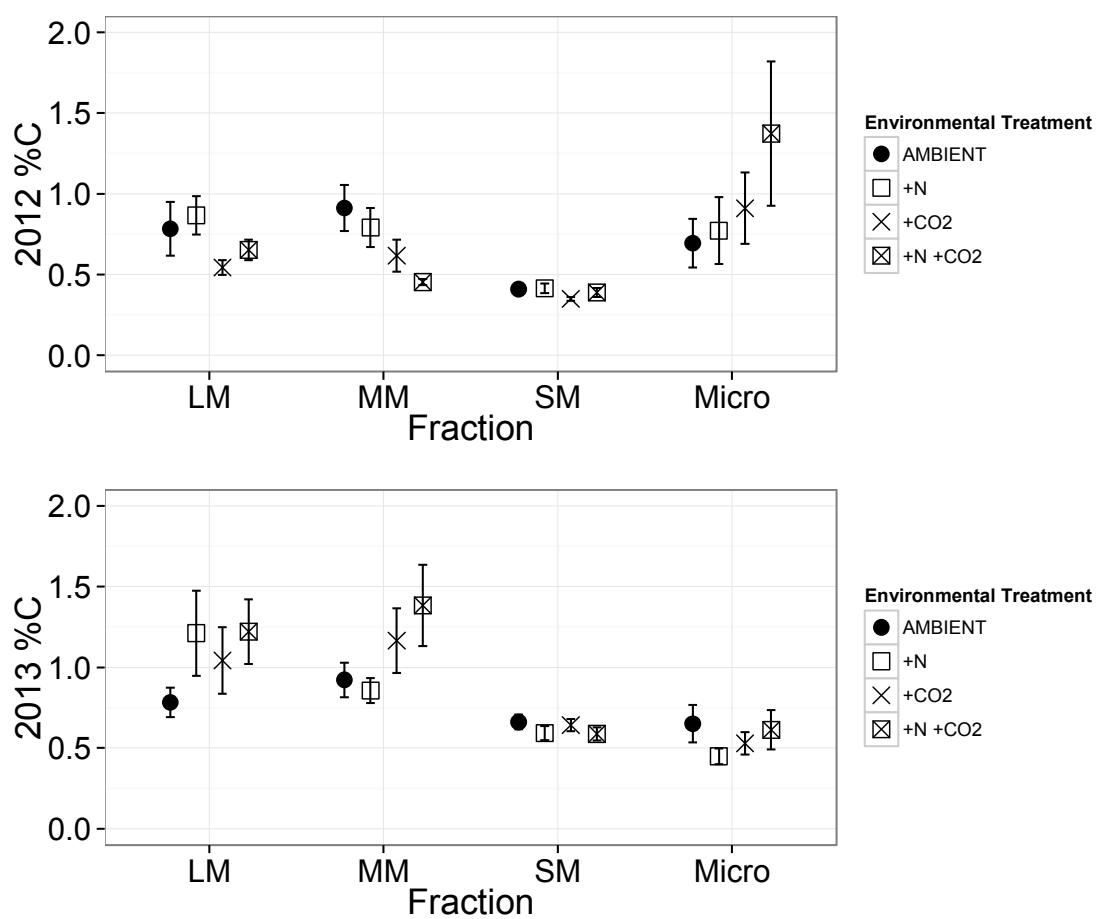 2012 %C
2.0
1.5
1.0
0.5
0.0
LM MM SM Micro
Fraction
Environmental Treatment
AMBIENT
+N
+CO2
+N +CO2
2013 %C
2.0
1.5
1.0
0.5
0.0
LM MM SM Micro
Fraction
Environmental Treatment
AMBIENT
+N
+CO2
+N +CO2